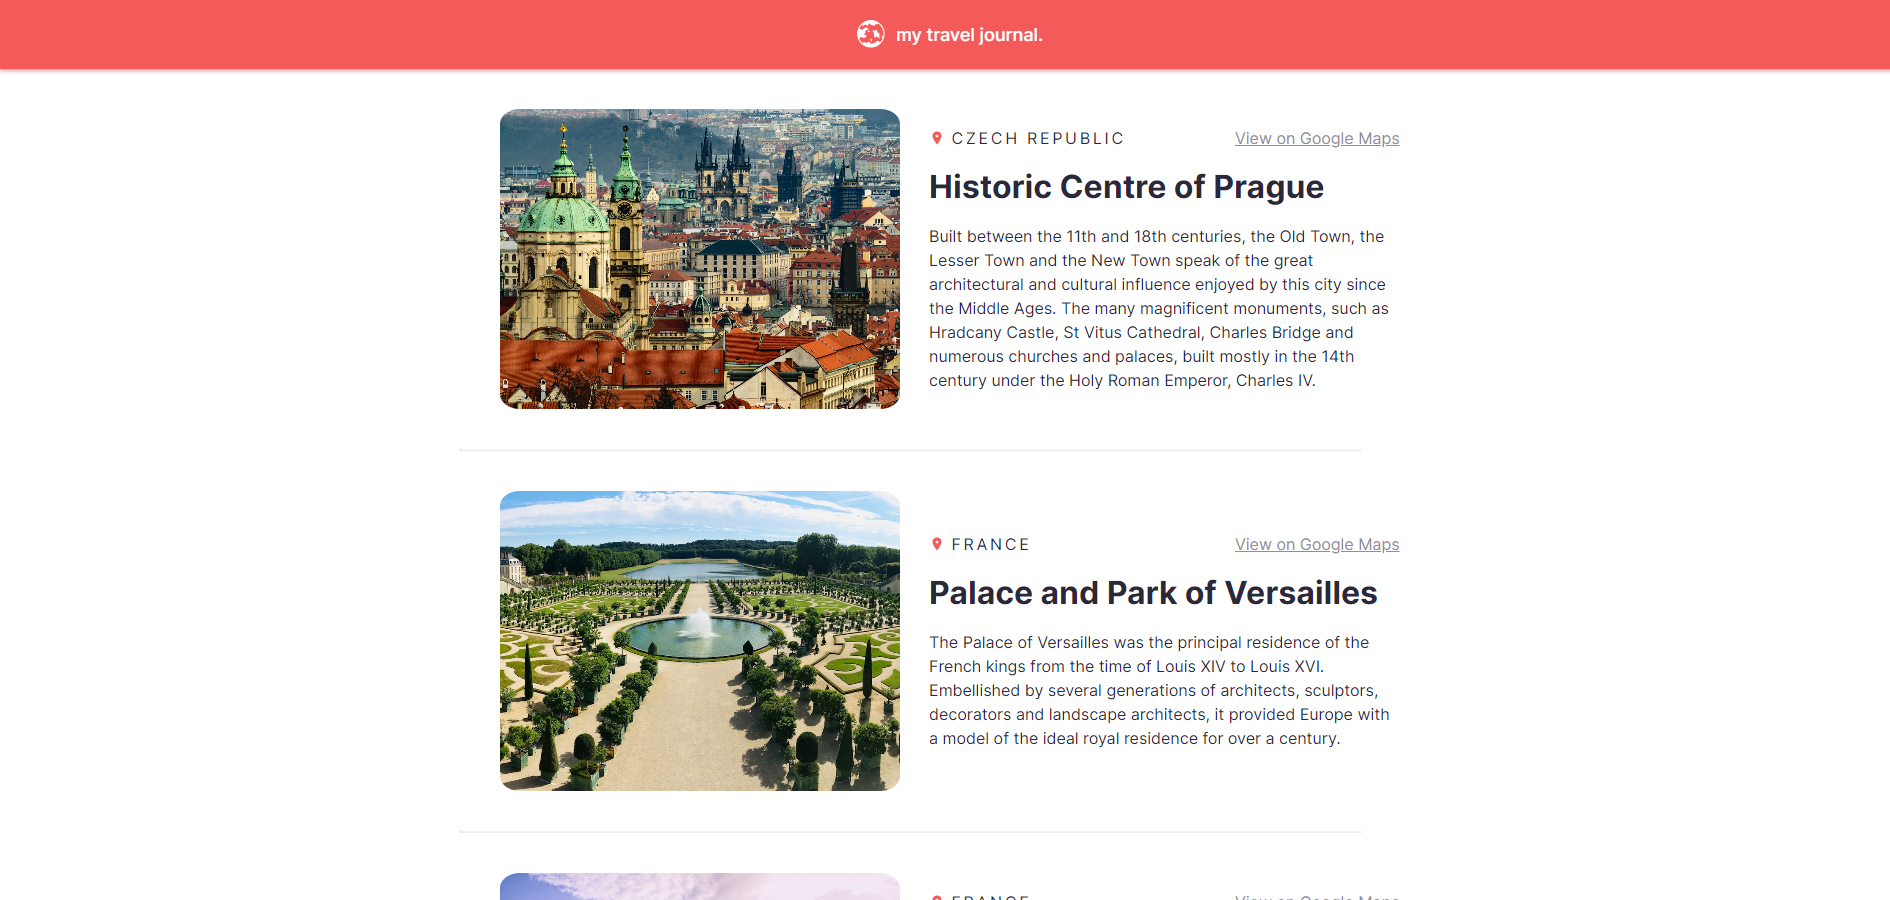 my travel journal.
CZECH REPUBLIC
View on Google Maps
Historic Centre of Prague
Built between the 11th and 18th centuries, the Old Town, the
Lesser Town and the New Town speak of the great
architectural and cultural influence enjoyed by this city since
the Middle Ages. The many magnificent monuments, such as
Hradcany Castle, St Vitus Cathedral, Charles Bridge and
numerous churches and palaces, built mostly in the 14th
century under the Holy Roman Emperor, Charles IV.
FRANCE
View on Google Maps
Palace and Park of Versailles
The Palace of Versailles was the principal residence of the
French kings from the time of Louis XIV to Louis XVI.
Embellished by several generations of architects, sculptors,
decorators and landscape architects, it provided Europe with
a model of the ideal royal residence for over a century.
FRANCE
View on Google Maps